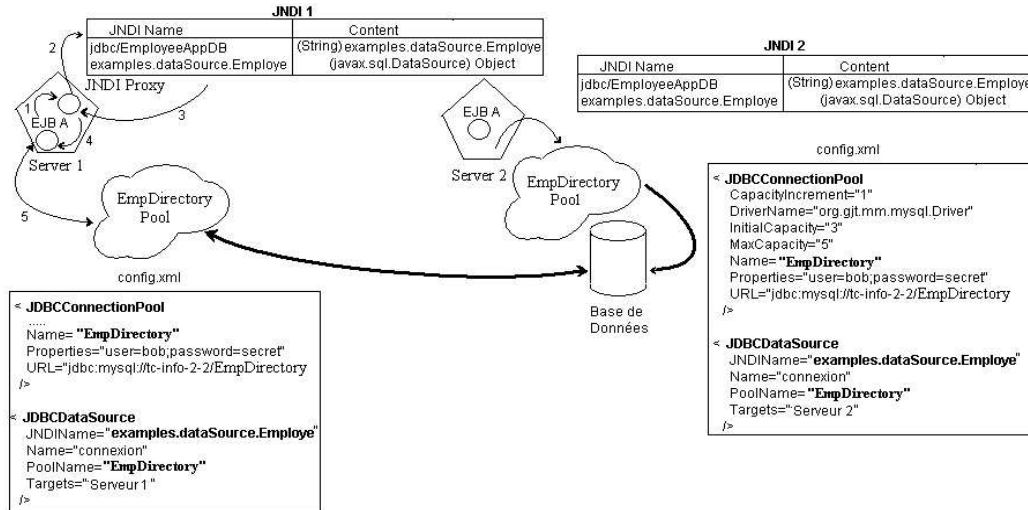 JNDI 1
JNDI Name Content
jdbc/EmployeeAppDB (String)examples.dataSource.Employe
examples.dataSource.Employe (javax.sql.DataSource) Object
JNDI Proxy
2
3
1
EJB A
4
Server 1
5
EmpDirectory
Pool
config.xml
< JDBCConnectionPool
.....
Name= "EmpDirectory"
Properties="user=bob;password=secret"
URL="jdbc:mysql://tc-info-2-2/EmpDirectory
/>
< JDBCDataSource
JNDIName="examples.dataSource.Employe"
Name="connexion"
PoolName="EmpDirectory"
Targets="Serveur 1"
/>
JNDI 2
JNDI Name Content
jdbc/EmployeeAppDB (String)examples.dataSource.Employe
examples.dataSource.Employe (javax.sql.DataSource) Object
EJB A
Server 2
EmpDirectory
Pool
Base de
Données
config.xml
< JDBCConnectionPool
CapacityIncrement="1"
DriverName="org.gjt.mm.mysql.Driver"
InitialCapacity="3"
MaxCapacity="5"
Name="EmpDirectory"
Properties="user=bob;password=secret"
URL="jdbc:mysql://tc-info-2-2/EmpDirectory
/>
< JDBCDataSource
JNDIName="examples.dataSource.Employe"
Name="connexion"
PoolName="EmpDirectory"
Targets="Serveur 2"
/>